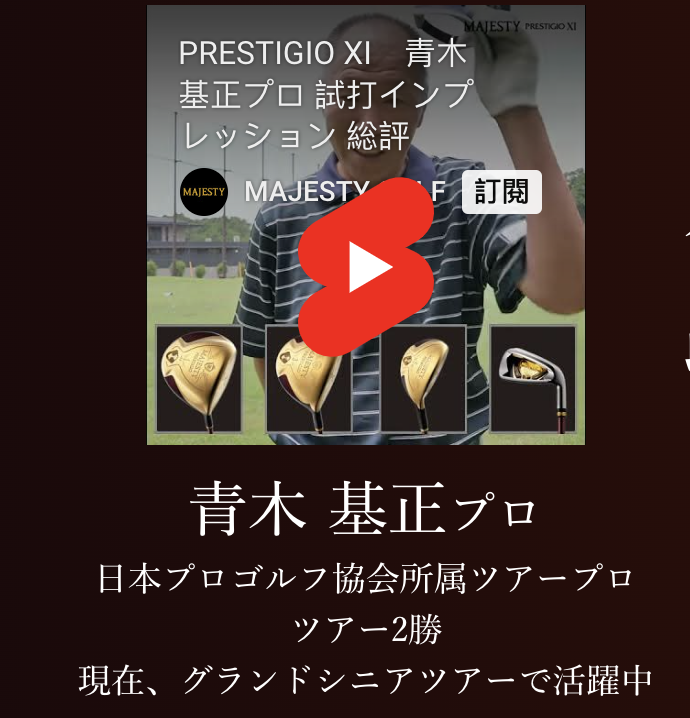 MAJESTY PRESTIGIO XI
PRESTIGIO XI 青木
基正プロ 試打インプ
レッション 総評
MAJESTY
MAJESTY
訂閱
青木 基正プロ
日本プロゴルフ協会所属ツアープロ
ツアー2勝
現在、グランドシニアツアーで活躍中